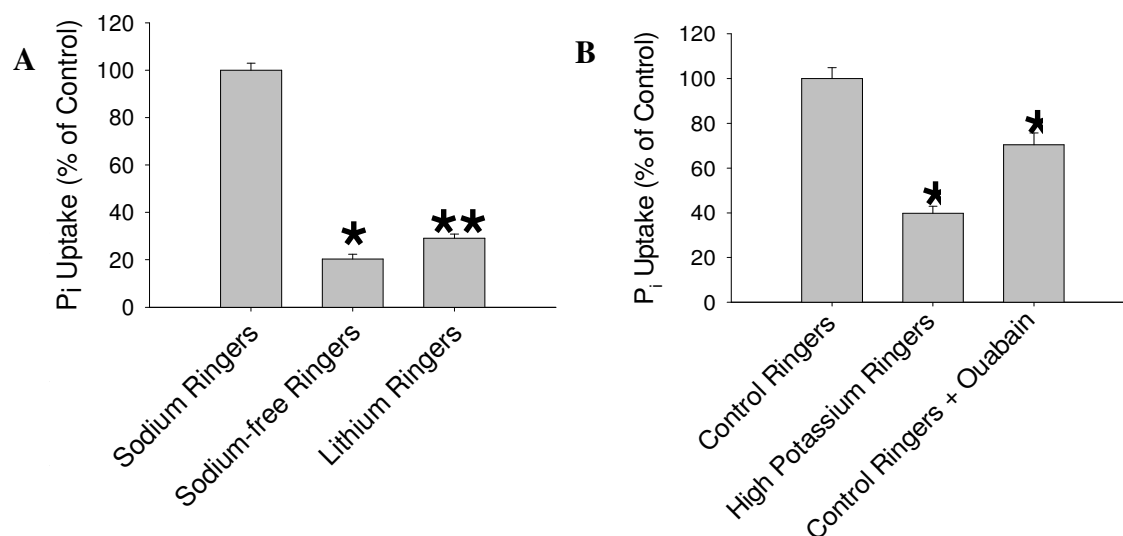 A
Pi Uptake (% of Control)
120
100
80
60
40
20
0
**
*
Sodium Ringers
Sodium-free Ringers
Lithium Ringers
B
Pi Uptake (% of Control)
120
100
80
60
40
20
0
*
*
Control Ringers
High Potassium Ringers
Control Ringers + Ouabain